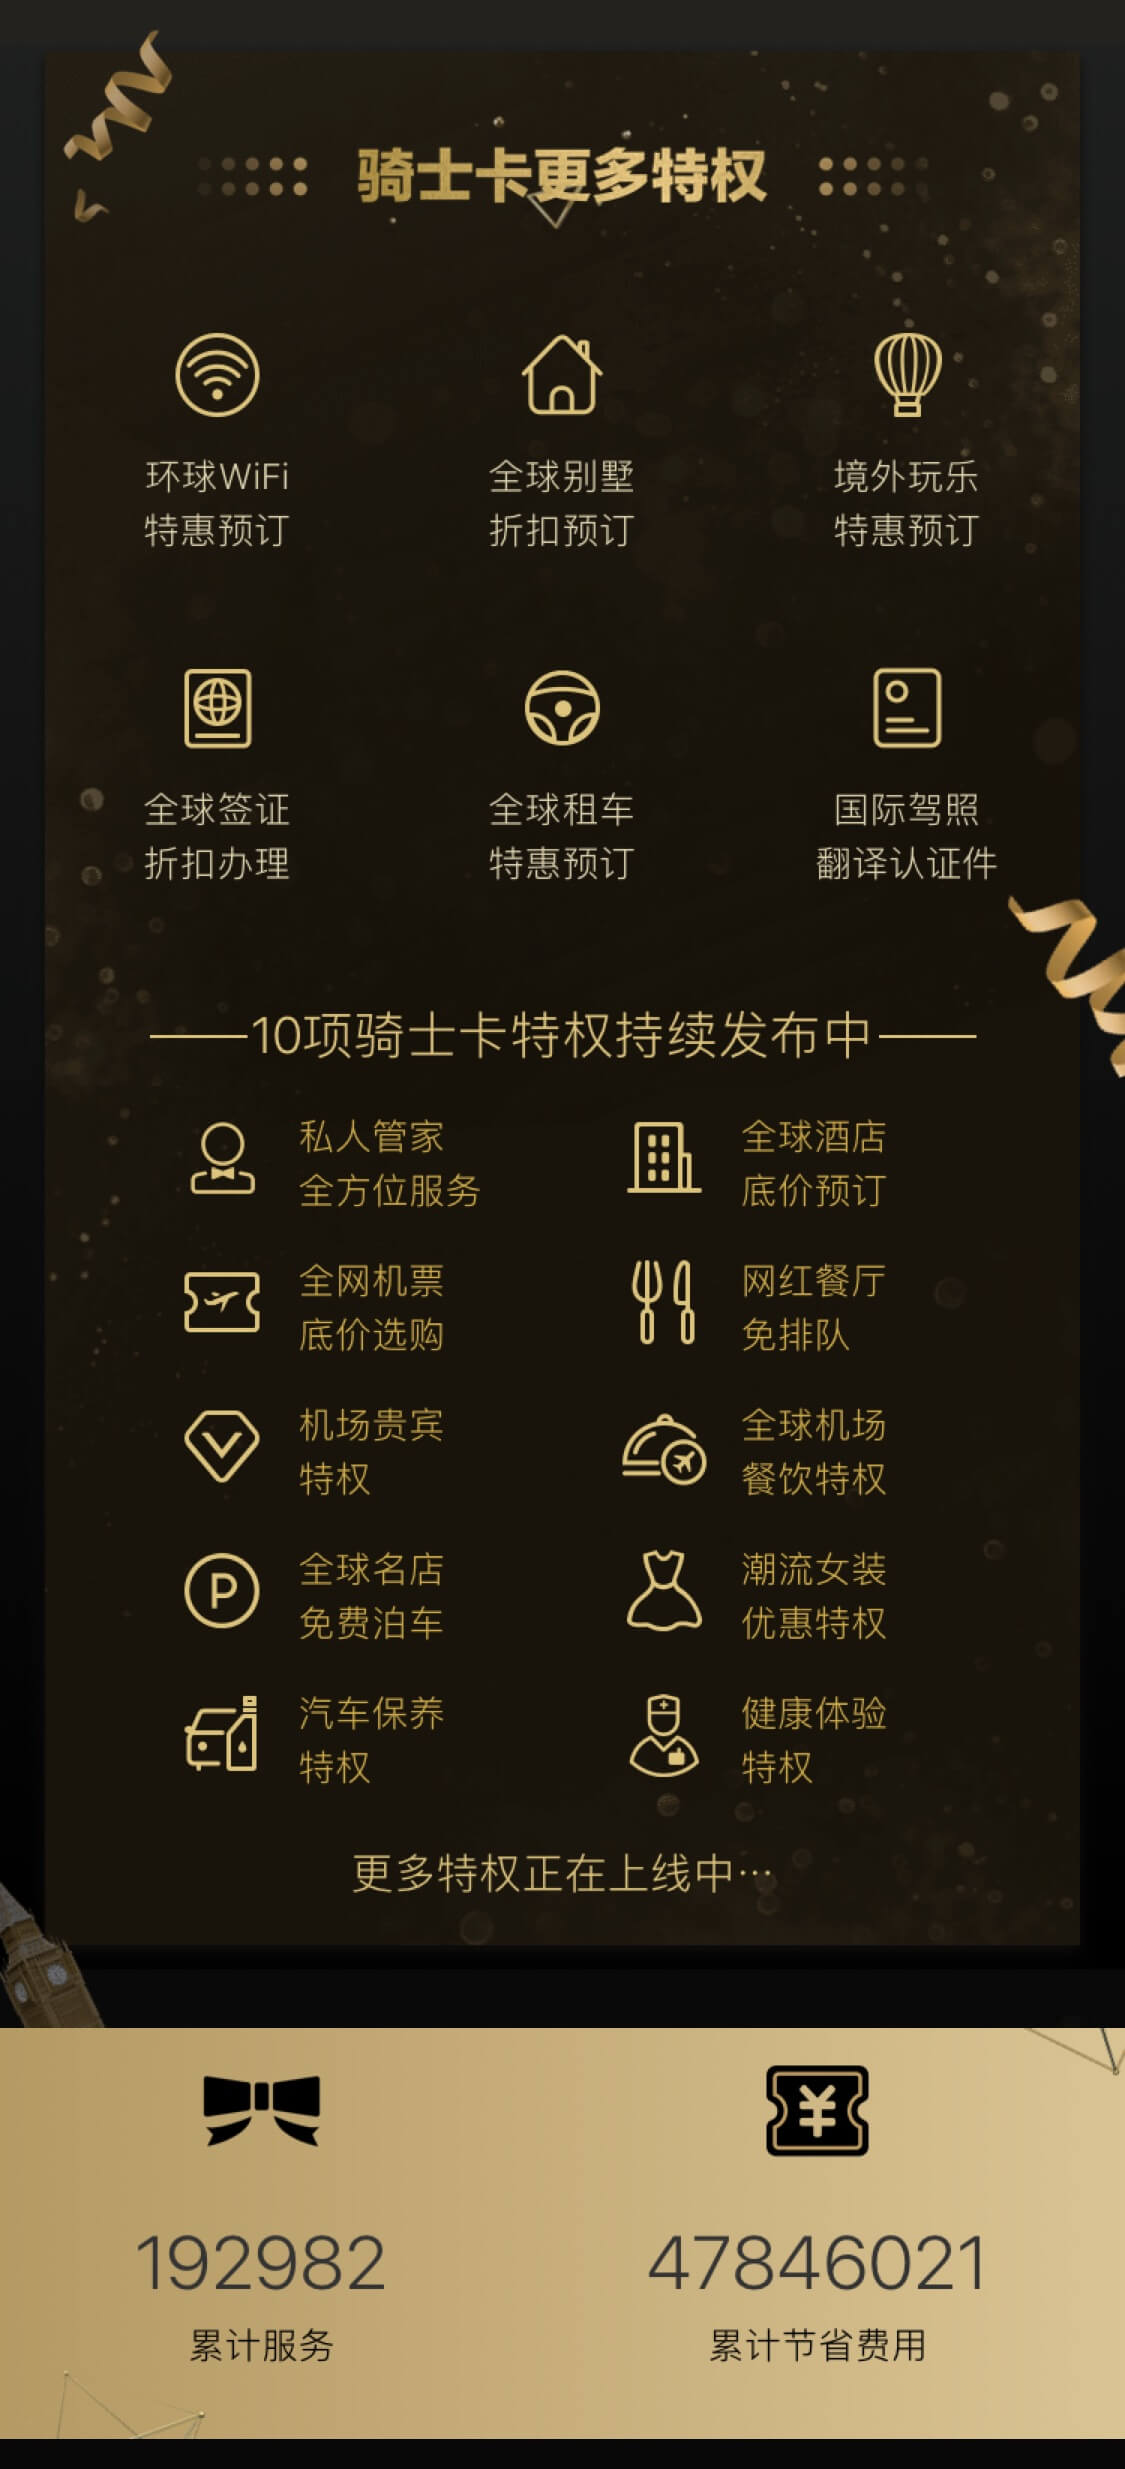 骑士卡更多特权
环球WiFi
特惠预订
全球别墅
折扣预订
境外玩乐
特惠预订
全球签证
折扣办理
全球租车
特惠预订
国际驾照
翻译认证件
10项骑士卡特权持续发布中
私人管家
全方位服务
全球酒店
底价预订
全网机票
底价选购
网红餐厅
免排队
机场贵宾
特权
全球机场
餐饮特权
P
全球名店
免费泊车
潮流女装
优惠特权
汽车保养
特权
健康体验
特权
更多特权正在上线中…
¥
192982
累计服务
47846021
累计节省费用